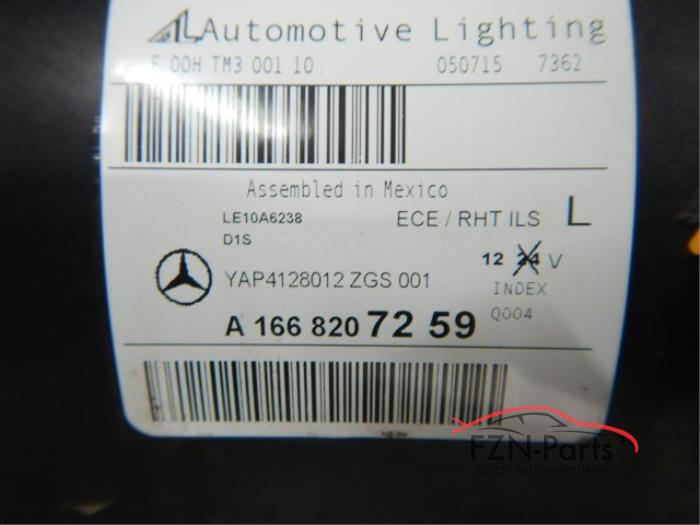 AL Automotive Lighting
F 00H TM3 001 10 050715 7362
Assembled in Mexico
LE10A6238 ECE / RHT ILS L
D1S
12 24 V
YAP4128012 ZGS 001
INDEX
A 166 820 72 59 Q004
FZN-Parts
Duitse auto onderdelen